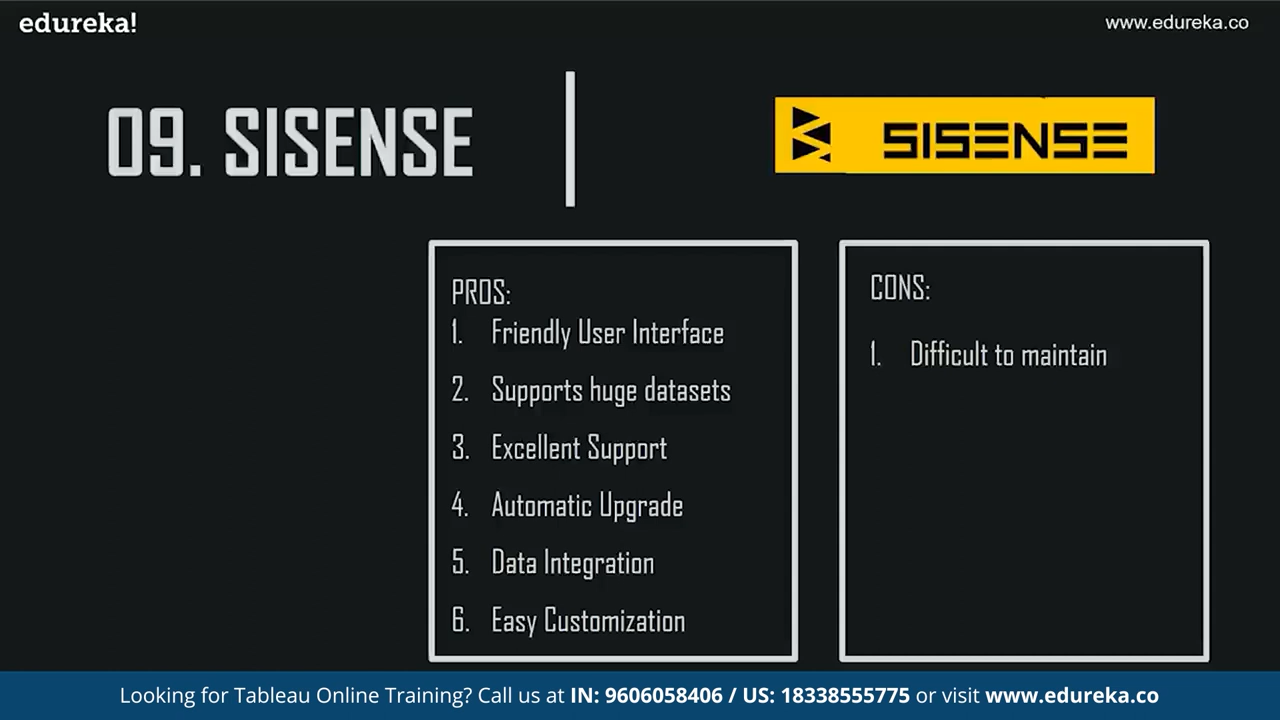 edureka!
www.edureka.co
09. SISENSE
SISENSE
PROS:
1. Friendly User Interface
2. Supports huge datasets
3. Excellent Support
4. Automatic Upgrade
5. Data Integration
6. Easy Customization
CONS:
1. Difficult to maintain
Looking for Tableau Online Training? Call us at IN: 9606058406 / US: 18338555775 or visit www.edureka.co